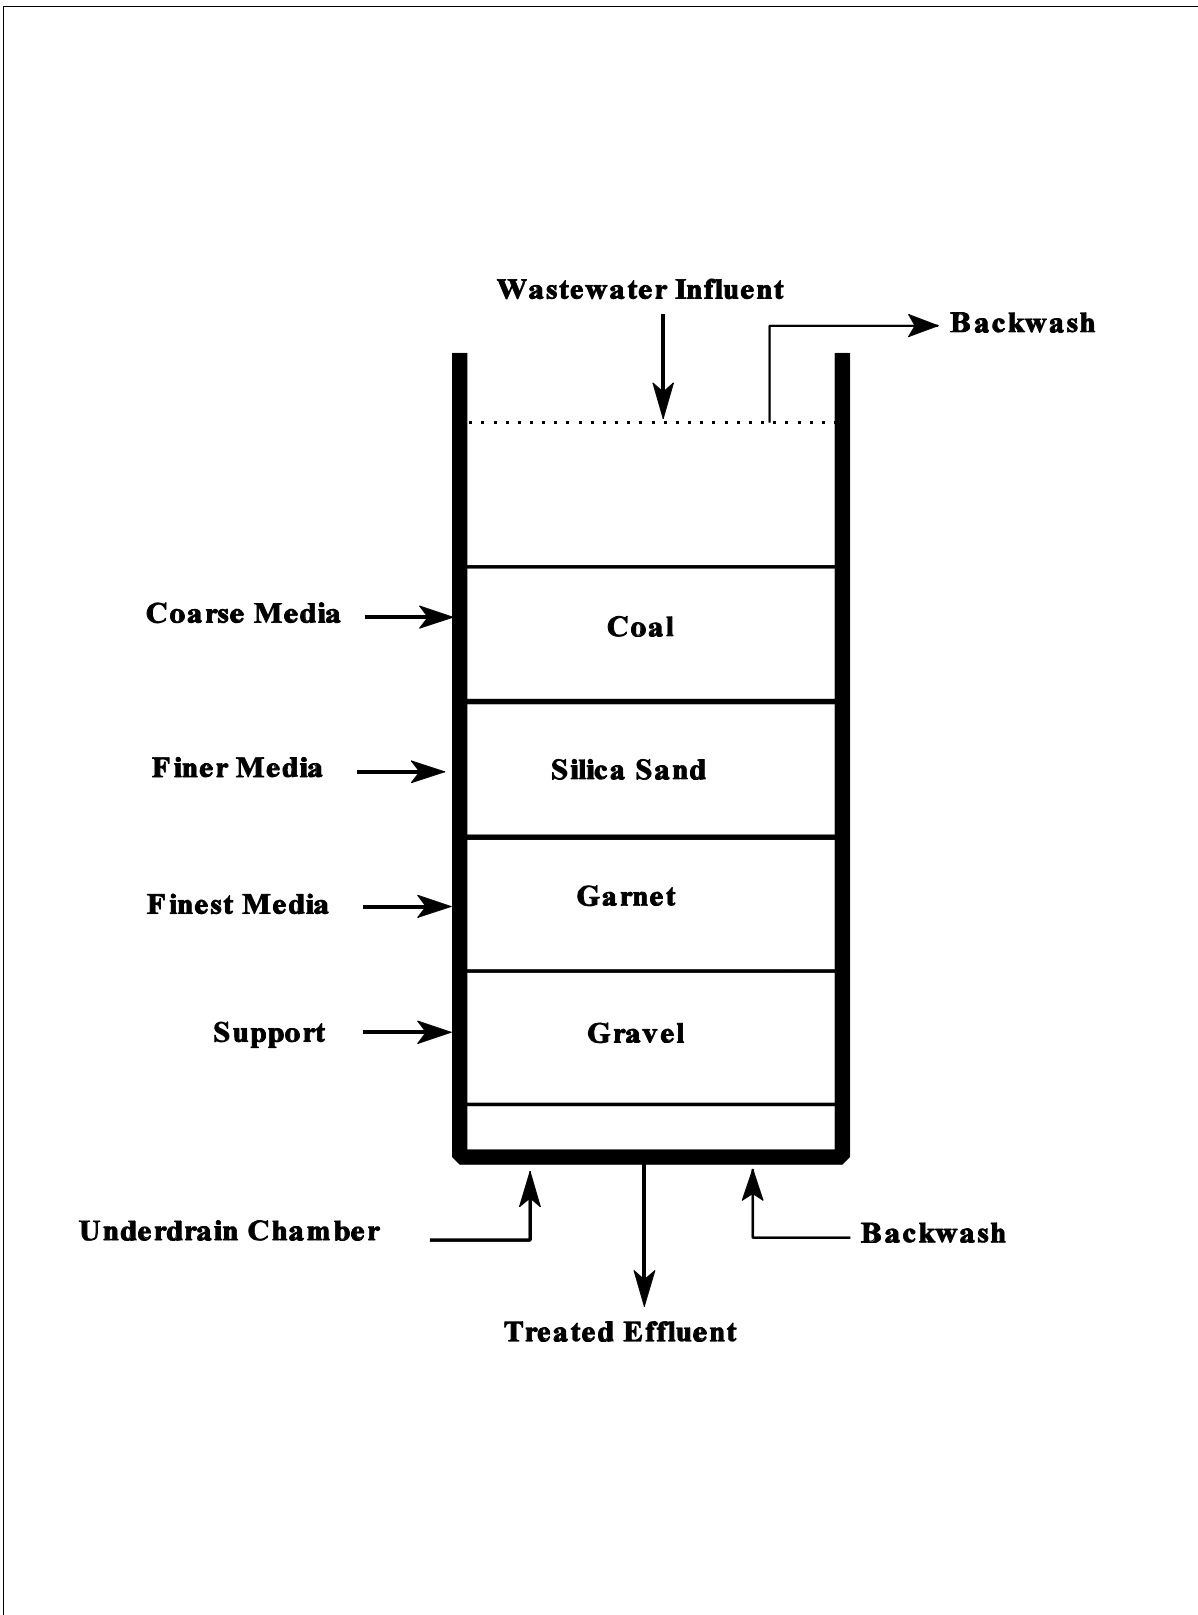 Wastewater Influent
Backwash
Coarse Media
Coal
Finer Media
Silica Sand
Finest Media
Garnet
Support
Gravel
Underdrain Chamber
Backwash
Treated Effluent